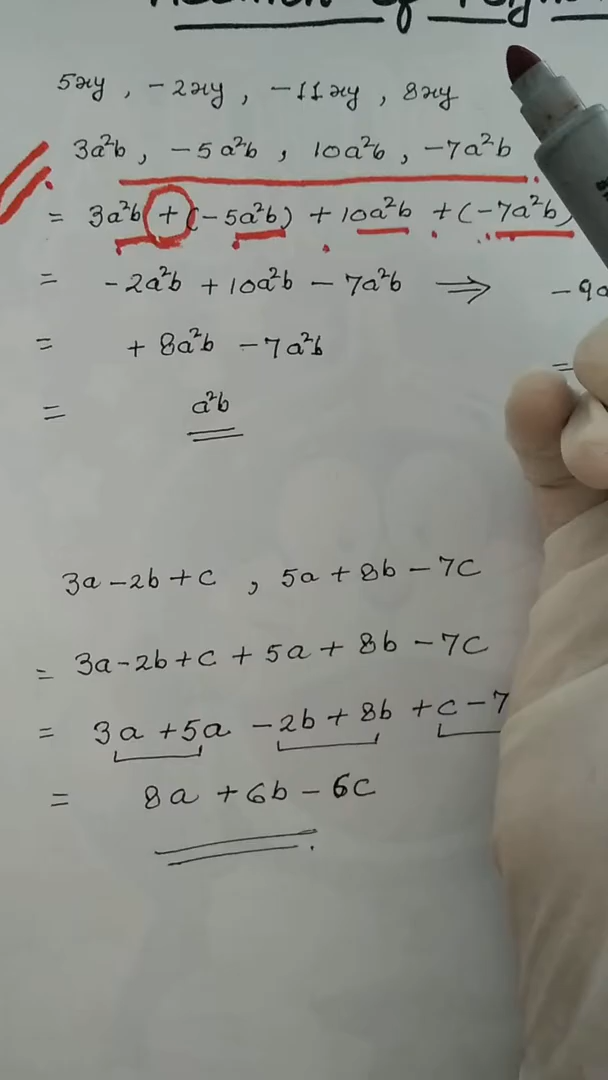 5xy , -2xy , -11xy , 8xy
3a²b , -5a²b , 10a²b , -7a²b
= 3a²b + (-5a²b) + 10a²b + (-7a²b)
= -2a²b + 10a²b - 7a²b ⇒ -9a
= + 8a²b - 7a²b =
= a²b
3a - 2b + c , 5a + 8b - 7c
= 3a - 2b + c + 5a + 8b - 7c
= 3a + 5a - 2b + 8b + c - 7
= 8a + 6b - 6c